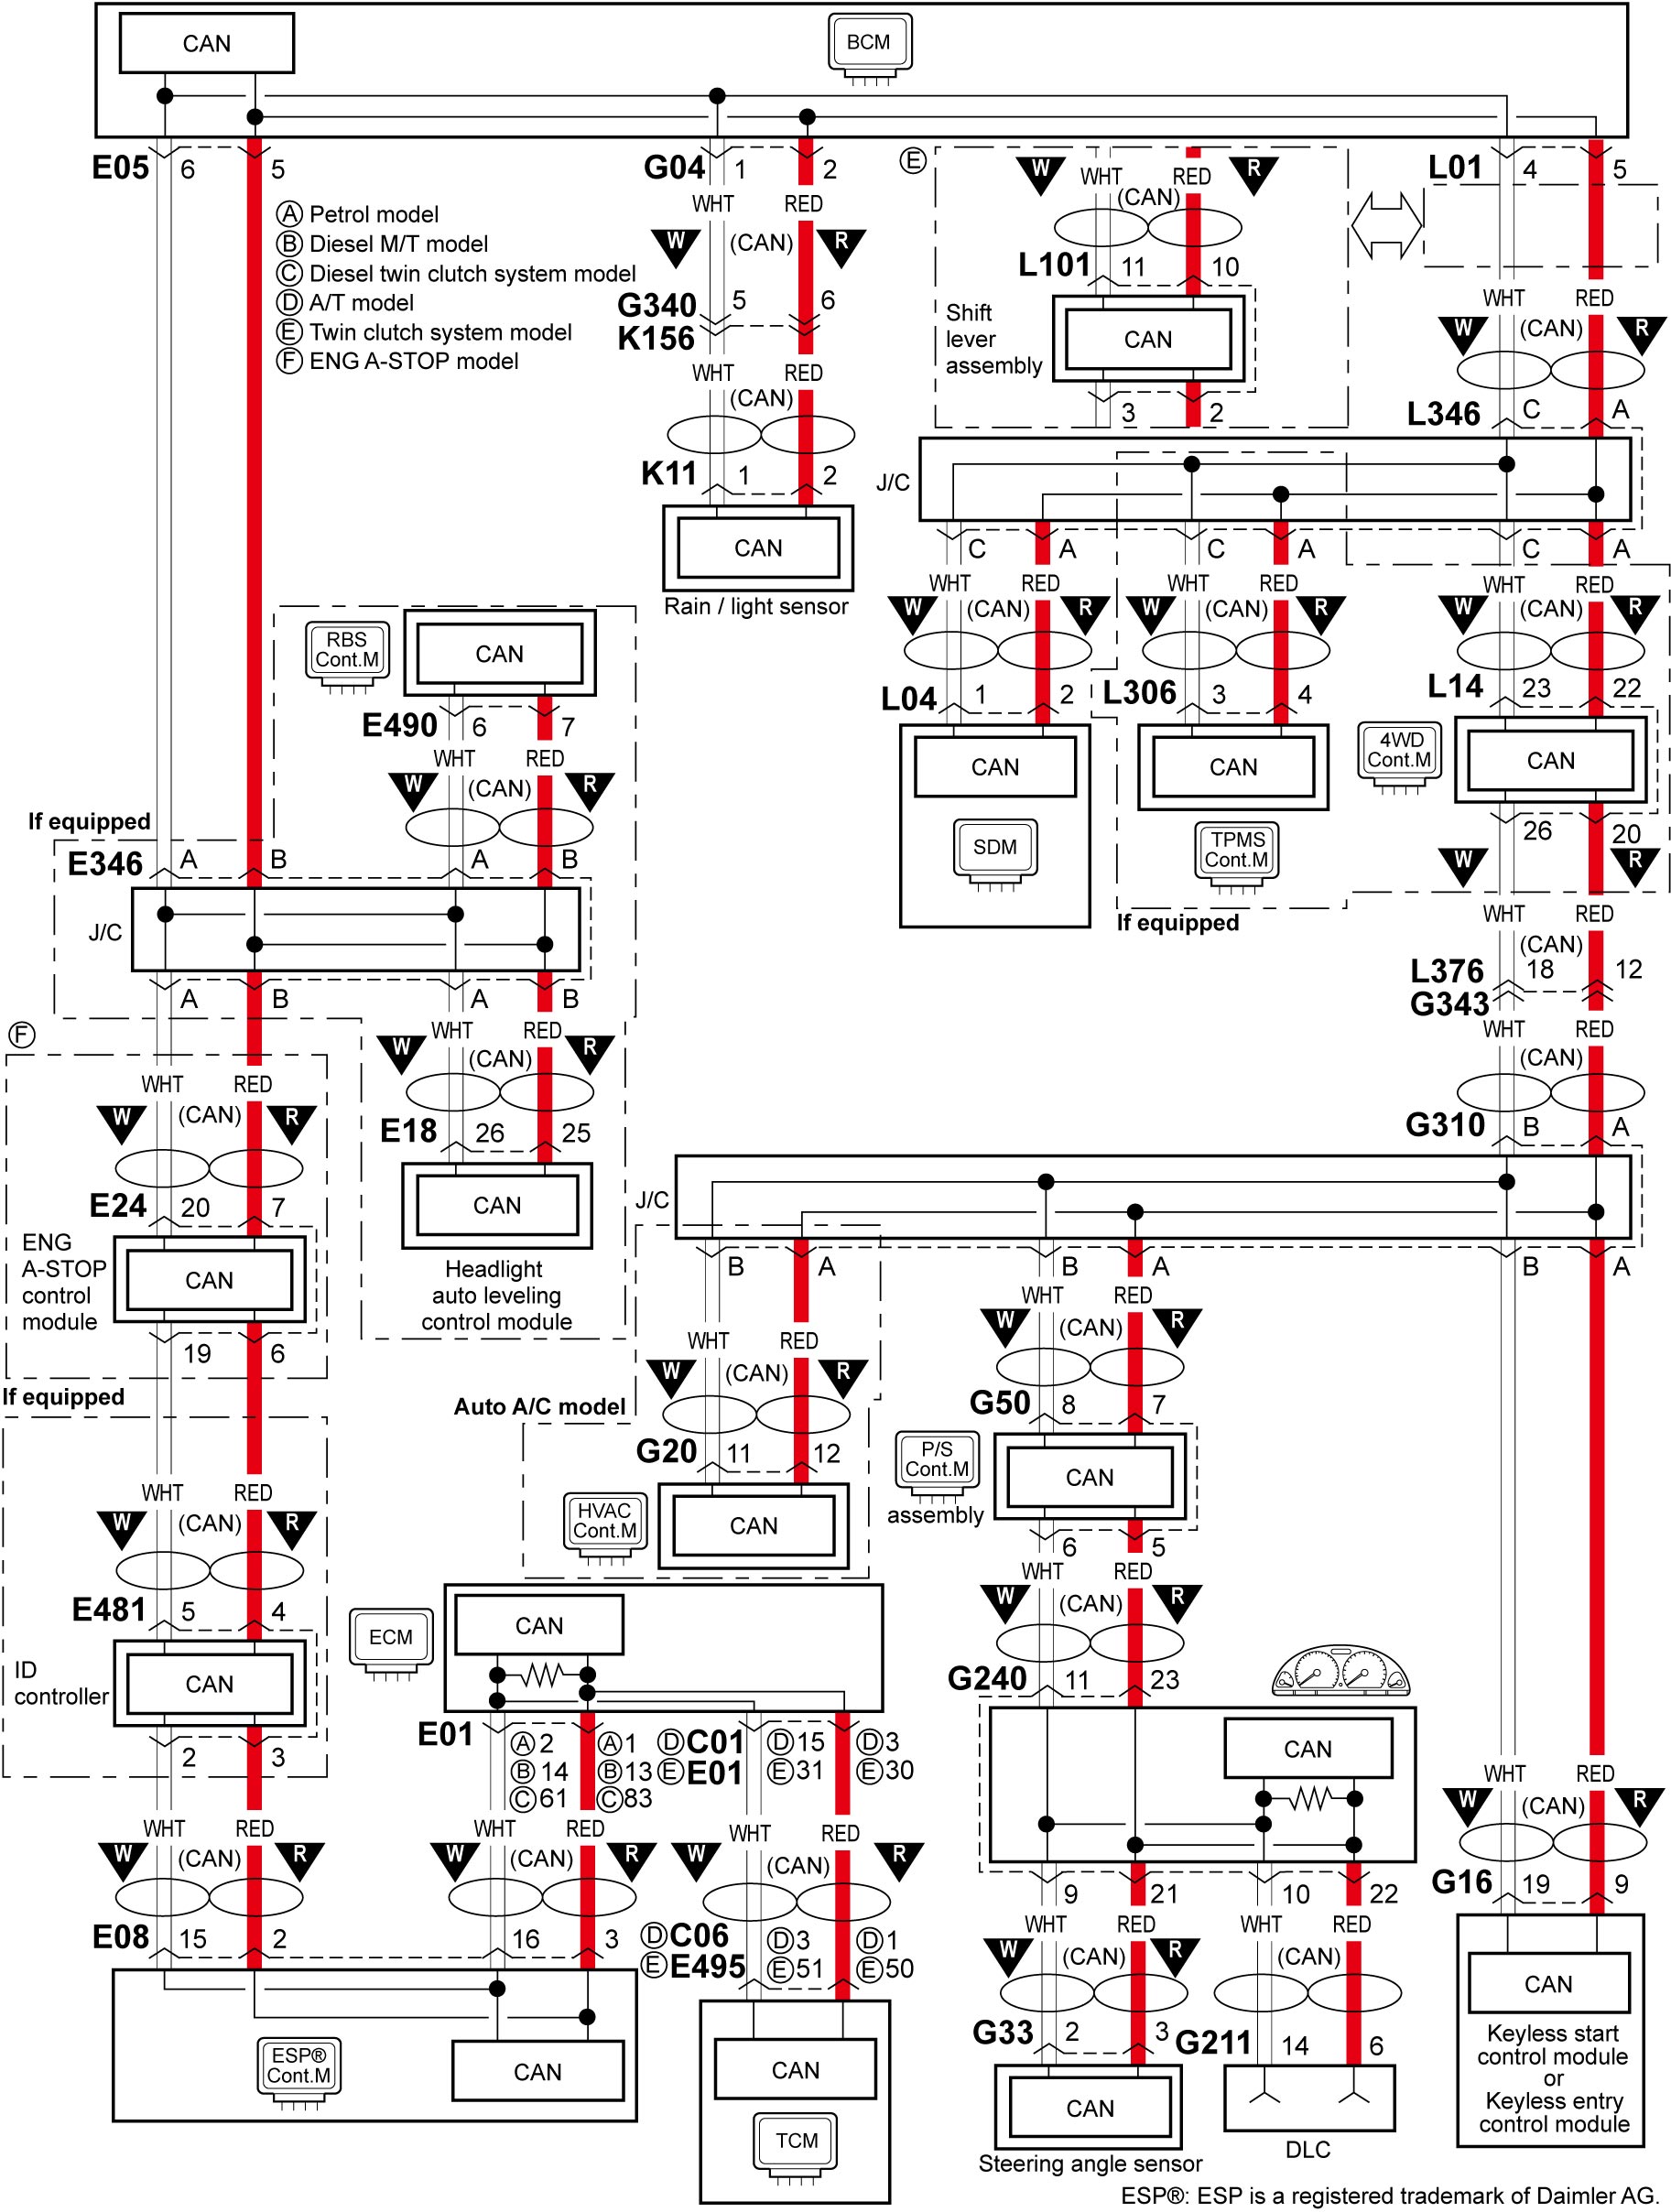 CAN
BCM
E05 6 5
G04 1 2
L01 4 5
Ⓐ Petrol model
Ⓑ Diesel M/T model
Ⓒ Diesel twin clutch system model
Ⓓ A/T model
Ⓔ Twin clutch system model
Ⓕ ENG A-STOP model
WHT RED
W (CAN) R
G340 5 6
K156
WHT RED
(CAN)
K11 1 2
CAN
Rain / light sensor
Ⓔ
W WHT RED R
(CAN)
L101 11 10
Shift
lever
assembly
CAN
3 2
WHT RED
W (CAN) R
L346 C A
J/C
C A C A C A
WHT RED
W (CAN) R
L04 1 2
CAN
SDM
WHT RED
W (CAN) R
L306 3 4
CAN
TPMS
Cont.M
If equipped
WHT RED
W (CAN) R
L14 23 22
4WD
Cont.M
CAN
26 20
W R
WHT RED
(CAN)
L376 18 12
G343
WHT RED
(CAN)
G310 B A
RBS
Cont.M
CAN
E490 6 7
WHT RED
W (CAN) R
If equipped
E346 A B A B
J/C
A B A B
WHT RED
W (CAN) R
E18 26 25
CAN
Headlight
auto leveling
control module
Ⓕ
WHT RED
W (CAN) R
E24 20 7
ENG
A-STOP
control
module
CAN
19 6
If equipped
WHT RED
W (CAN) R
E481 5 4
ID
controller
CAN
2 3
WHT RED
W (CAN) R
E08 15 2 16 3
ESP®
Cont.M
CAN
J/C
B A B A B A
WHT RED
W (CAN) R
Auto A/C model
G20 11 12
HVAC
Cont.M
CAN
ECM
CAN
E01 Ⓐ2 Ⓐ1
Ⓑ14 Ⓑ13
Ⓒ61 Ⓒ83
WHT RED
W (CAN) R
ⒹC01 Ⓓ15 Ⓓ3
ⒺE01 Ⓔ31 Ⓔ30
WHT RED
W (CAN) R
ⒹC06 Ⓓ3 Ⓓ1
ⒺE495 Ⓔ51 Ⓔ50
CAN
TCM
WHT RED
W (CAN) R
G50 8 7
P/S
Cont.M
assembly
CAN
6 5
WHT RED
W (CAN) R
G240 11 23
CAN
9 21 10 22
WHT RED
W (CAN) R
G33 2 3
CAN
Steering angle sensor
WHT RED
(CAN)
G211 14 6
DLC
WHT RED
W (CAN) R
G16 19 9
CAN
Keyless start
control module
or
Keyless entry
control module
ESP®: ESP is a registered trademark of Daimler AG.